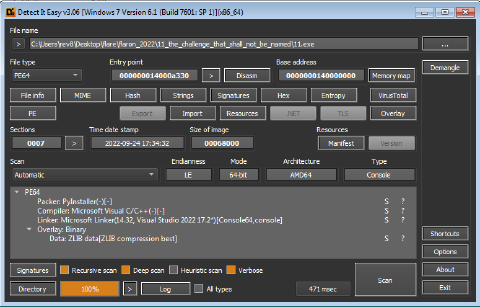 Detect It Easy v3.06 [Windows 7 Version 6.1 (Build 7601: SP 1)] (x86_64)
File name
> C:\Users\rev8\Desktop\flare\flaron_2022\11_the_challenge_that_shall_not_be_named\11.exe ...
File type Entry point Base address
PE64 000000014000a330 > Disasm 0000000140000000 Memory map Demangle
File info MIME Hash Strings Signatures Hex Entropy VirusTotal
PE Export Import Resources .NET TLS Overlay
Sections Time date stamp Size of image Resources
0007 > 2022-09-24 17:34:32 00068000 Manifest Version
Scan Endianness Mode Architecture Type
Automatic LE 64-bit AMD64 Console
PE64
Packer: PyInstaller(-)[-] S ?
Compiler: Microsoft Visual C/C++(-)[-] S ?
Linker: Microsoft Linker(14.32, Visual Studio 2022 17.2*)[Console64,console] S ?
Overlay: Binary
Data: ZLIB data[ZLIB compression best] S ?
Shortcuts
Options
Signatures Recursive scan Deep scan Heuristic scan Verbose Scan About
Directory 100% > Log All types 471 msec Exit